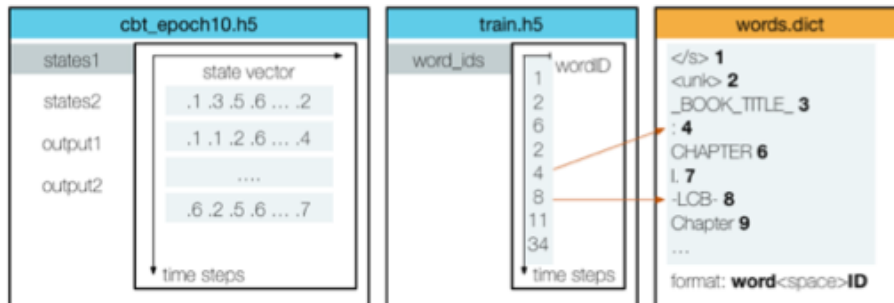 cbt_epoch10.h5
states1
states2
output1
output2
state vector
.1 .3 .5 .6 ... .2
.1 .1 .2 .6 ... .4
....
.6 .2 .5 .6 ... .7
time steps
train.h5
word_ids
wordID
1
2
6
2
4
8
11
34
time steps
words.dict
</s> 1
<unk> 2
_BOOK_TITLE_ 3
: 4
CHAPTER 6
I. 7
-LCB- 8
Chapter 9
...
format: word<space>ID